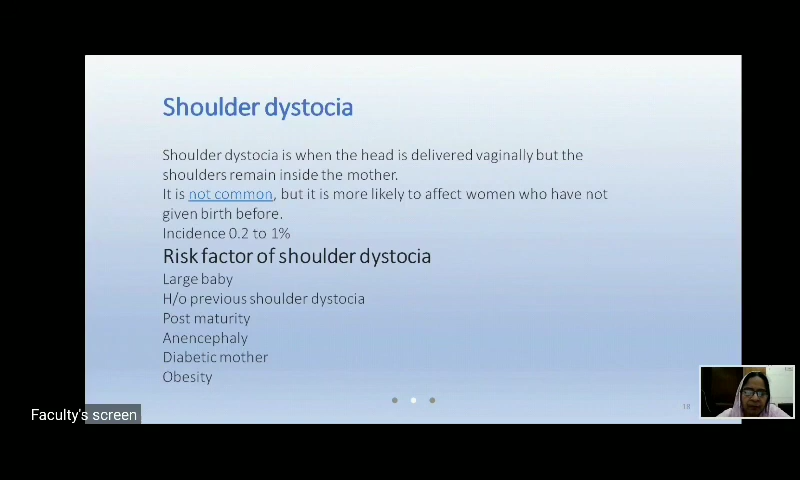 Shoulder dystocia
Shoulder dystocia is when the head is delivered vaginally but the
shoulders remain inside the mother.
It is not common, but it is more likely to affect women who have not
given birth before.
Incidence 0.2 to 1%
Risk factor of shoulder dystocia
Large baby
H/o previous shoulder dystocia
Post maturity
Anencephaly
Diabetic mother
Obesity
18
Faculty's screen